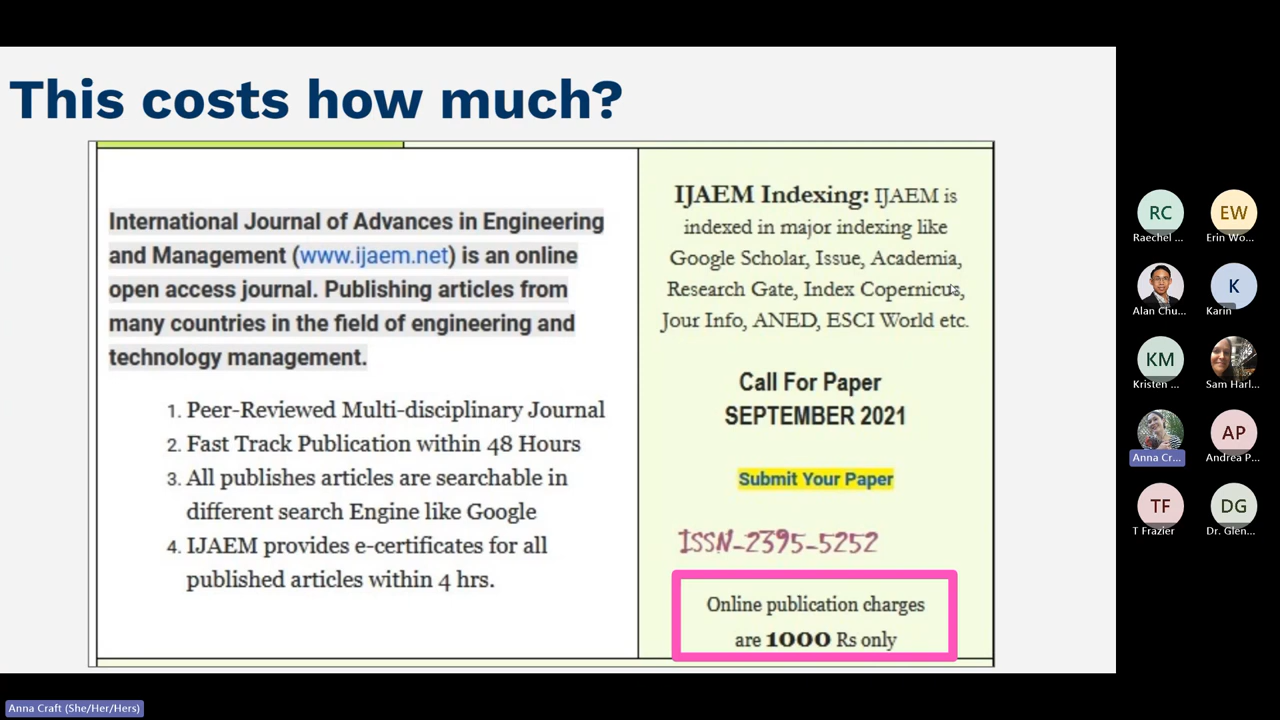 This costs how much?
International Journal of Advances in Engineering
and Management (www.ijaem.net) is an online
open access journal. Publishing articles from
many countries in the field of engineering and
technology management.
1. Peer-Reviewed Multi-disciplinary Journal
2. Fast Track Publication within 48 Hours
3. All publishes articles are searchable in
different search Engine like Google
4. IJAEM provides e-certificates for all
published articles within 4 hrs.
IJAEM Indexing: IJAEM is
indexed in major indexing like
Google Scholar, Issue, Academia,
Research Gate, Index Copernicus,
Jour Info, ANED, ESCI World etc.
Call For Paper
SEPTEMBER 2021
Submit Your Paper
ISSN-2395-5252
Online publication charges
are 1000 Rs only
RC
Raechel ...
EW
Erin Wo...
Alan Chu...
K
Karin
KM
Kristen ...
Sam Harl...
Anna Cr...
AP
Andrea P...
TF
T Frazier
DG
Dr. Glen...
Anna Craft (She/Her/Hers)